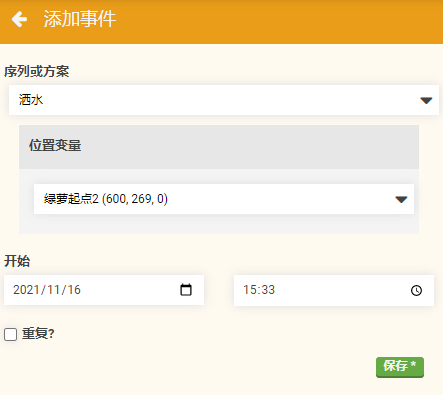 添加事件
序列或方案
洒水
位置变量
绿萝起点2 (600, 269, 0)
开始
2021/11/16 15:33
重复?
保存 *